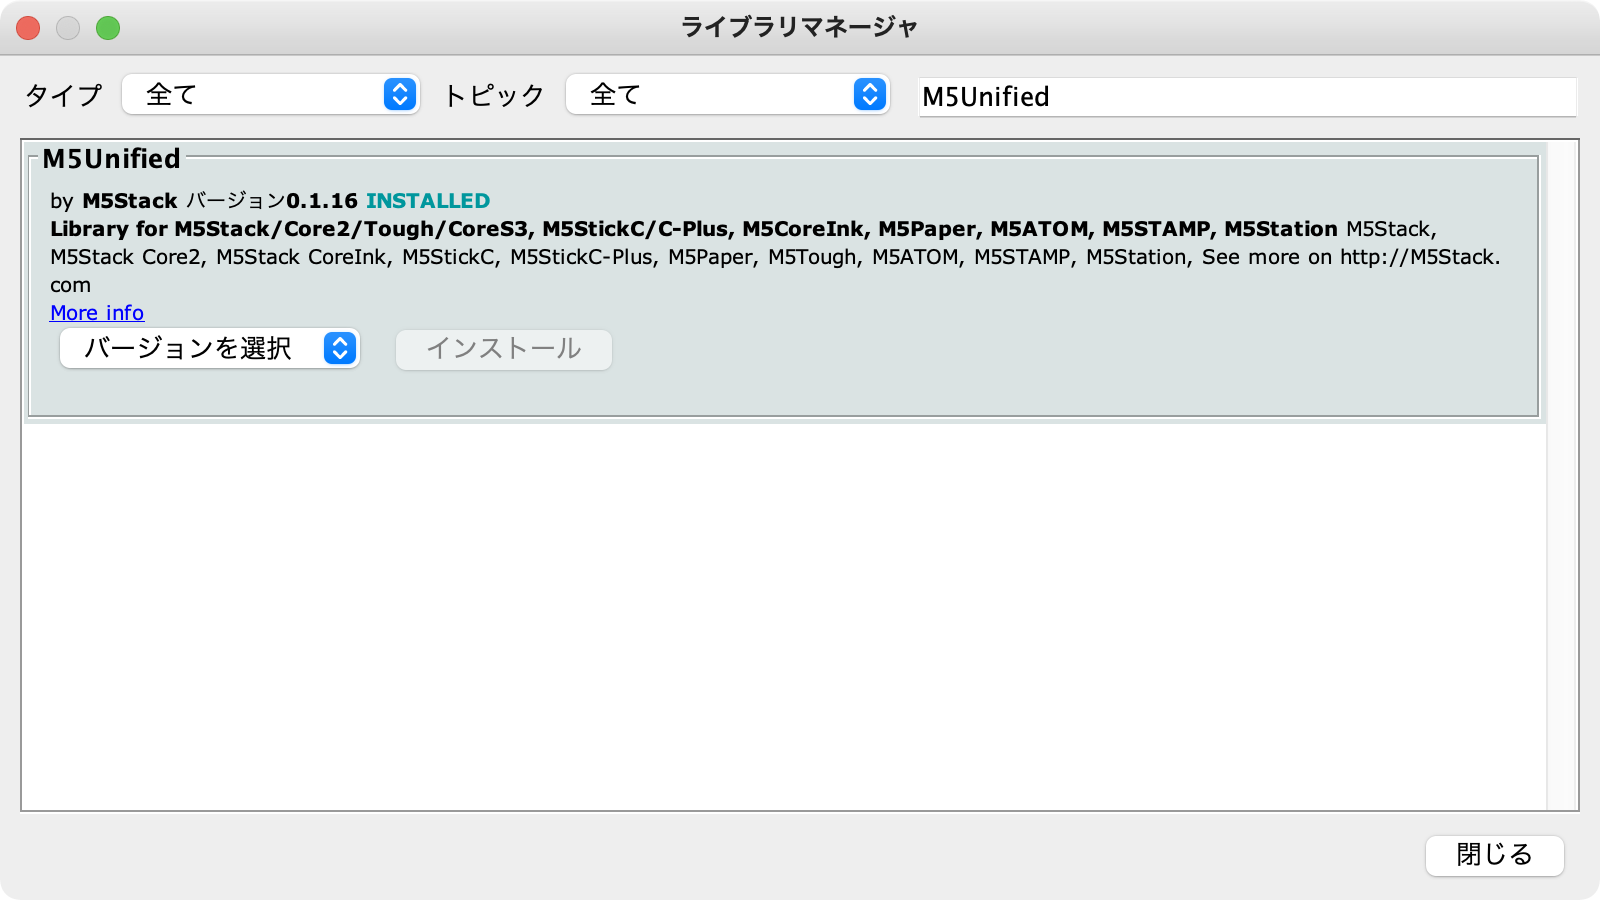 ライブラリマネージャ
タイプ 全て トピック 全て M5Unified
M5Unified
by M5Stack バージョン0.1.16 INSTALLED
Library for M5Stack/Core2/Tough/CoreS3, M5StickC/C-Plus, M5CoreInk, M5Paper, M5ATOM, M5STAMP, M5Station M5Stack,
M5Stack Core2, M5Stack CoreInk, M5StickC, M5StickC-Plus, M5Paper, M5Tough, M5ATOM, M5STAMP, M5Station, See more on http://M5Stack.
com
More info
バージョンを選択 インストール
閉じる